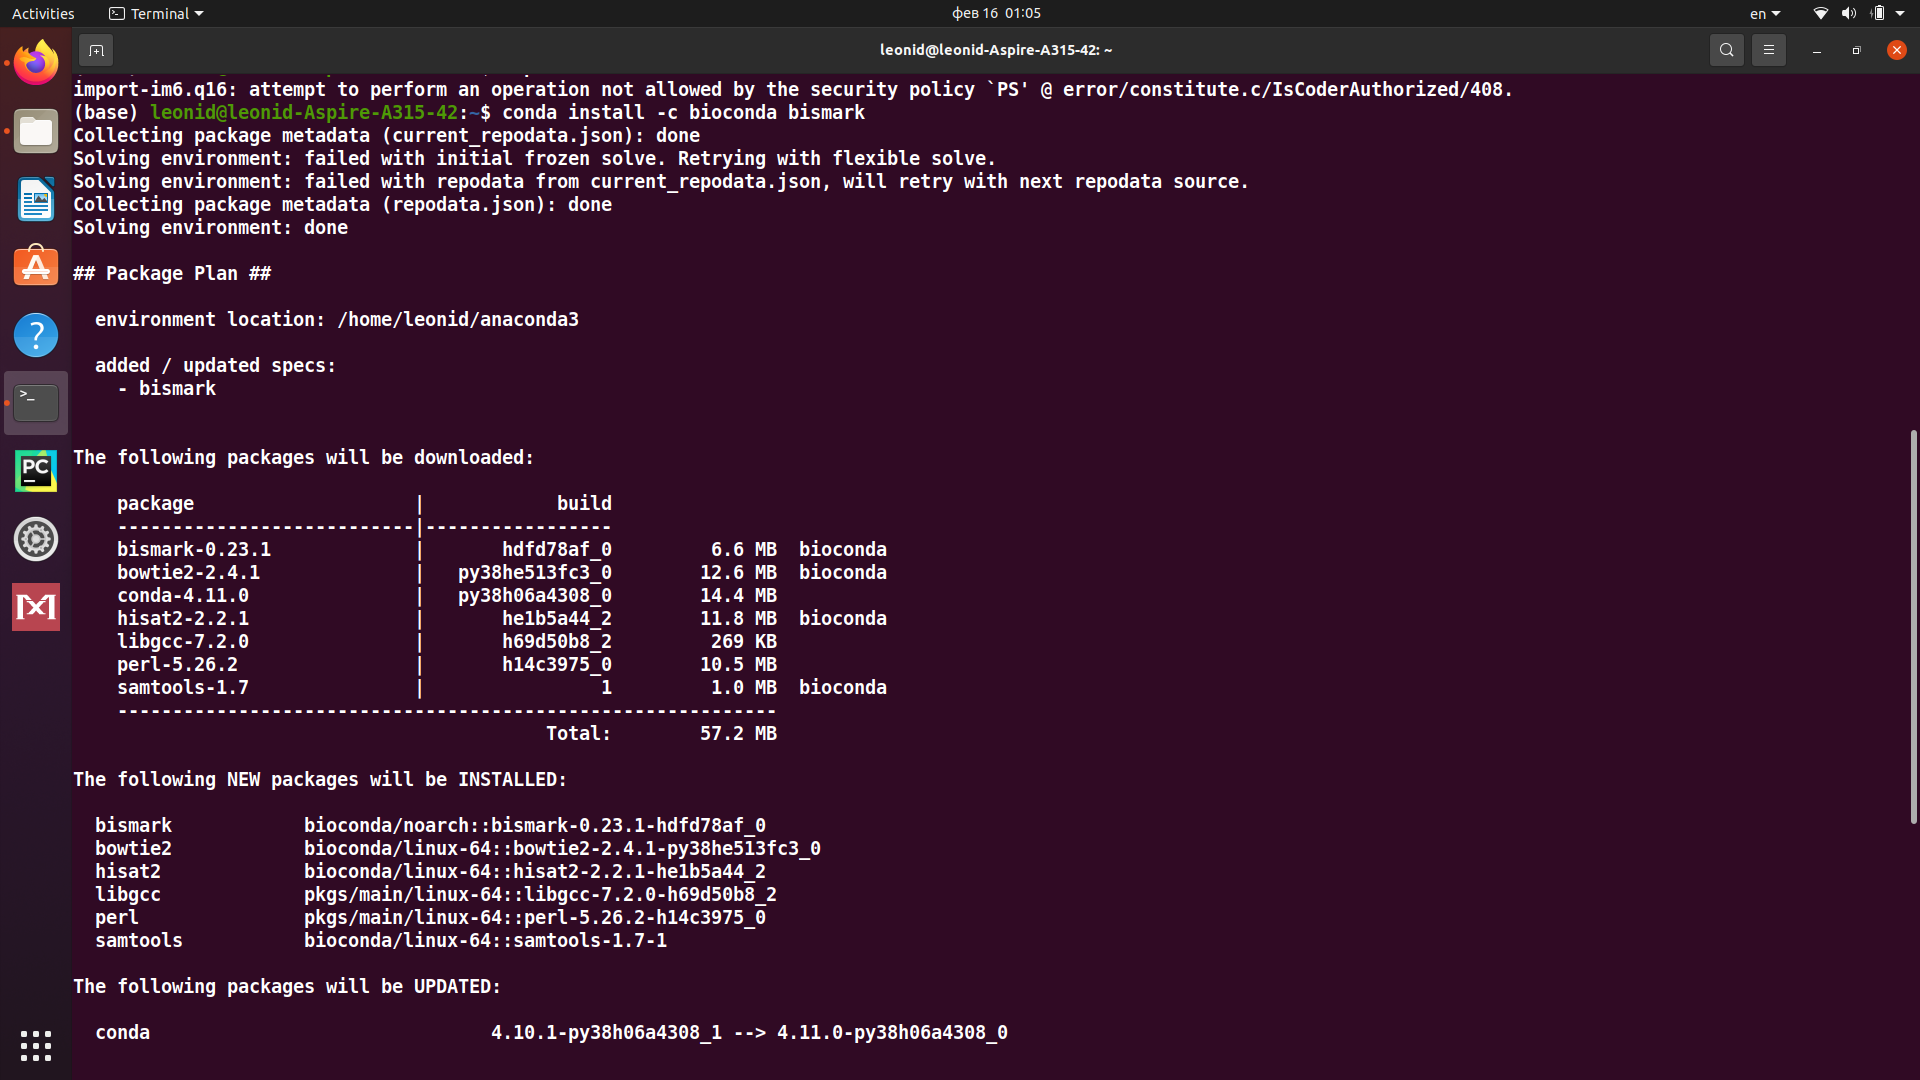 Activities Terminal фев 16 01:05 en
leonid@leonid-Aspire-A315-42: ~
import-im6.q16: attempt to perform an operation not allowed by the security policy `PS' @ error/constitute.c/IsCoderAuthorized/408.
(base) leonid@leonid-Aspire-A315-42:~$ conda install -c bioconda bismark
Collecting package metadata (current_repodata.json): done
Solving environment: failed with initial frozen solve. Retrying with flexible solve.
Solving environment: failed with repodata from current_repodata.json, will retry with next repodata source.
Collecting package metadata (repodata.json): done
Solving environment: done
## Package Plan ##
environment location: /home/leonid/anaconda3
added / updated specs:
- bismark
The following packages will be downloaded:
package | build
---------------------------|-----------------
bismark-0.23.1 | hdfd78af_0 6.6 MB bioconda
bowtie2-2.4.1 | py38he513fc3_0 12.6 MB bioconda
conda-4.11.0 | py38h06a4308_0 14.4 MB
hisat2-2.2.1 | he1b5a44_2 11.8 MB bioconda
libgcc-7.2.0 | h69d50b8_2 269 KB
perl-5.26.2 | h14c3975_0 10.5 MB
samtools-1.7 | 1 1.0 MB bioconda
------------------------------------------------------------
Total: 57.2 MB
The following NEW packages will be INSTALLED:
bismark bioconda/noarch::bismark-0.23.1-hdfd78af_0
bowtie2 bioconda/linux-64::bowtie2-2.4.1-py38he513fc3_0
hisat2 bioconda/linux-64::hisat2-2.2.1-he1b5a44_2
libgcc pkgs/main/linux-64::libgcc-7.2.0-h69d50b8_2
perl pkgs/main/linux-64::perl-5.26.2-h14c3975_0
samtools bioconda/linux-64::samtools-1.7-1
The following packages will be UPDATED:
conda 4.10.1-py38h06a4308_1 --> 4.11.0-py38h06a4308_0
PC